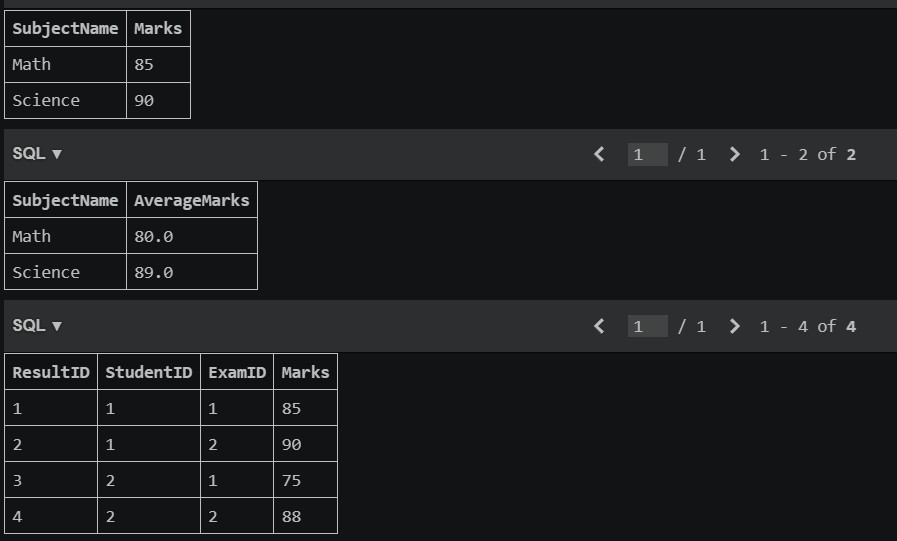 SubjectName Marks
Math 85
Science 90
SQL ▼ 1 / 1 1 - 2 of 2
SubjectName AverageMarks
Math 80.0
Science 89.0
SQL ▼ 1 / 1 1 - 4 of 4
ResultID StudentID ExamID Marks
1 1 1 85
2 1 2 90
3 2 1 75
4 2 2 88